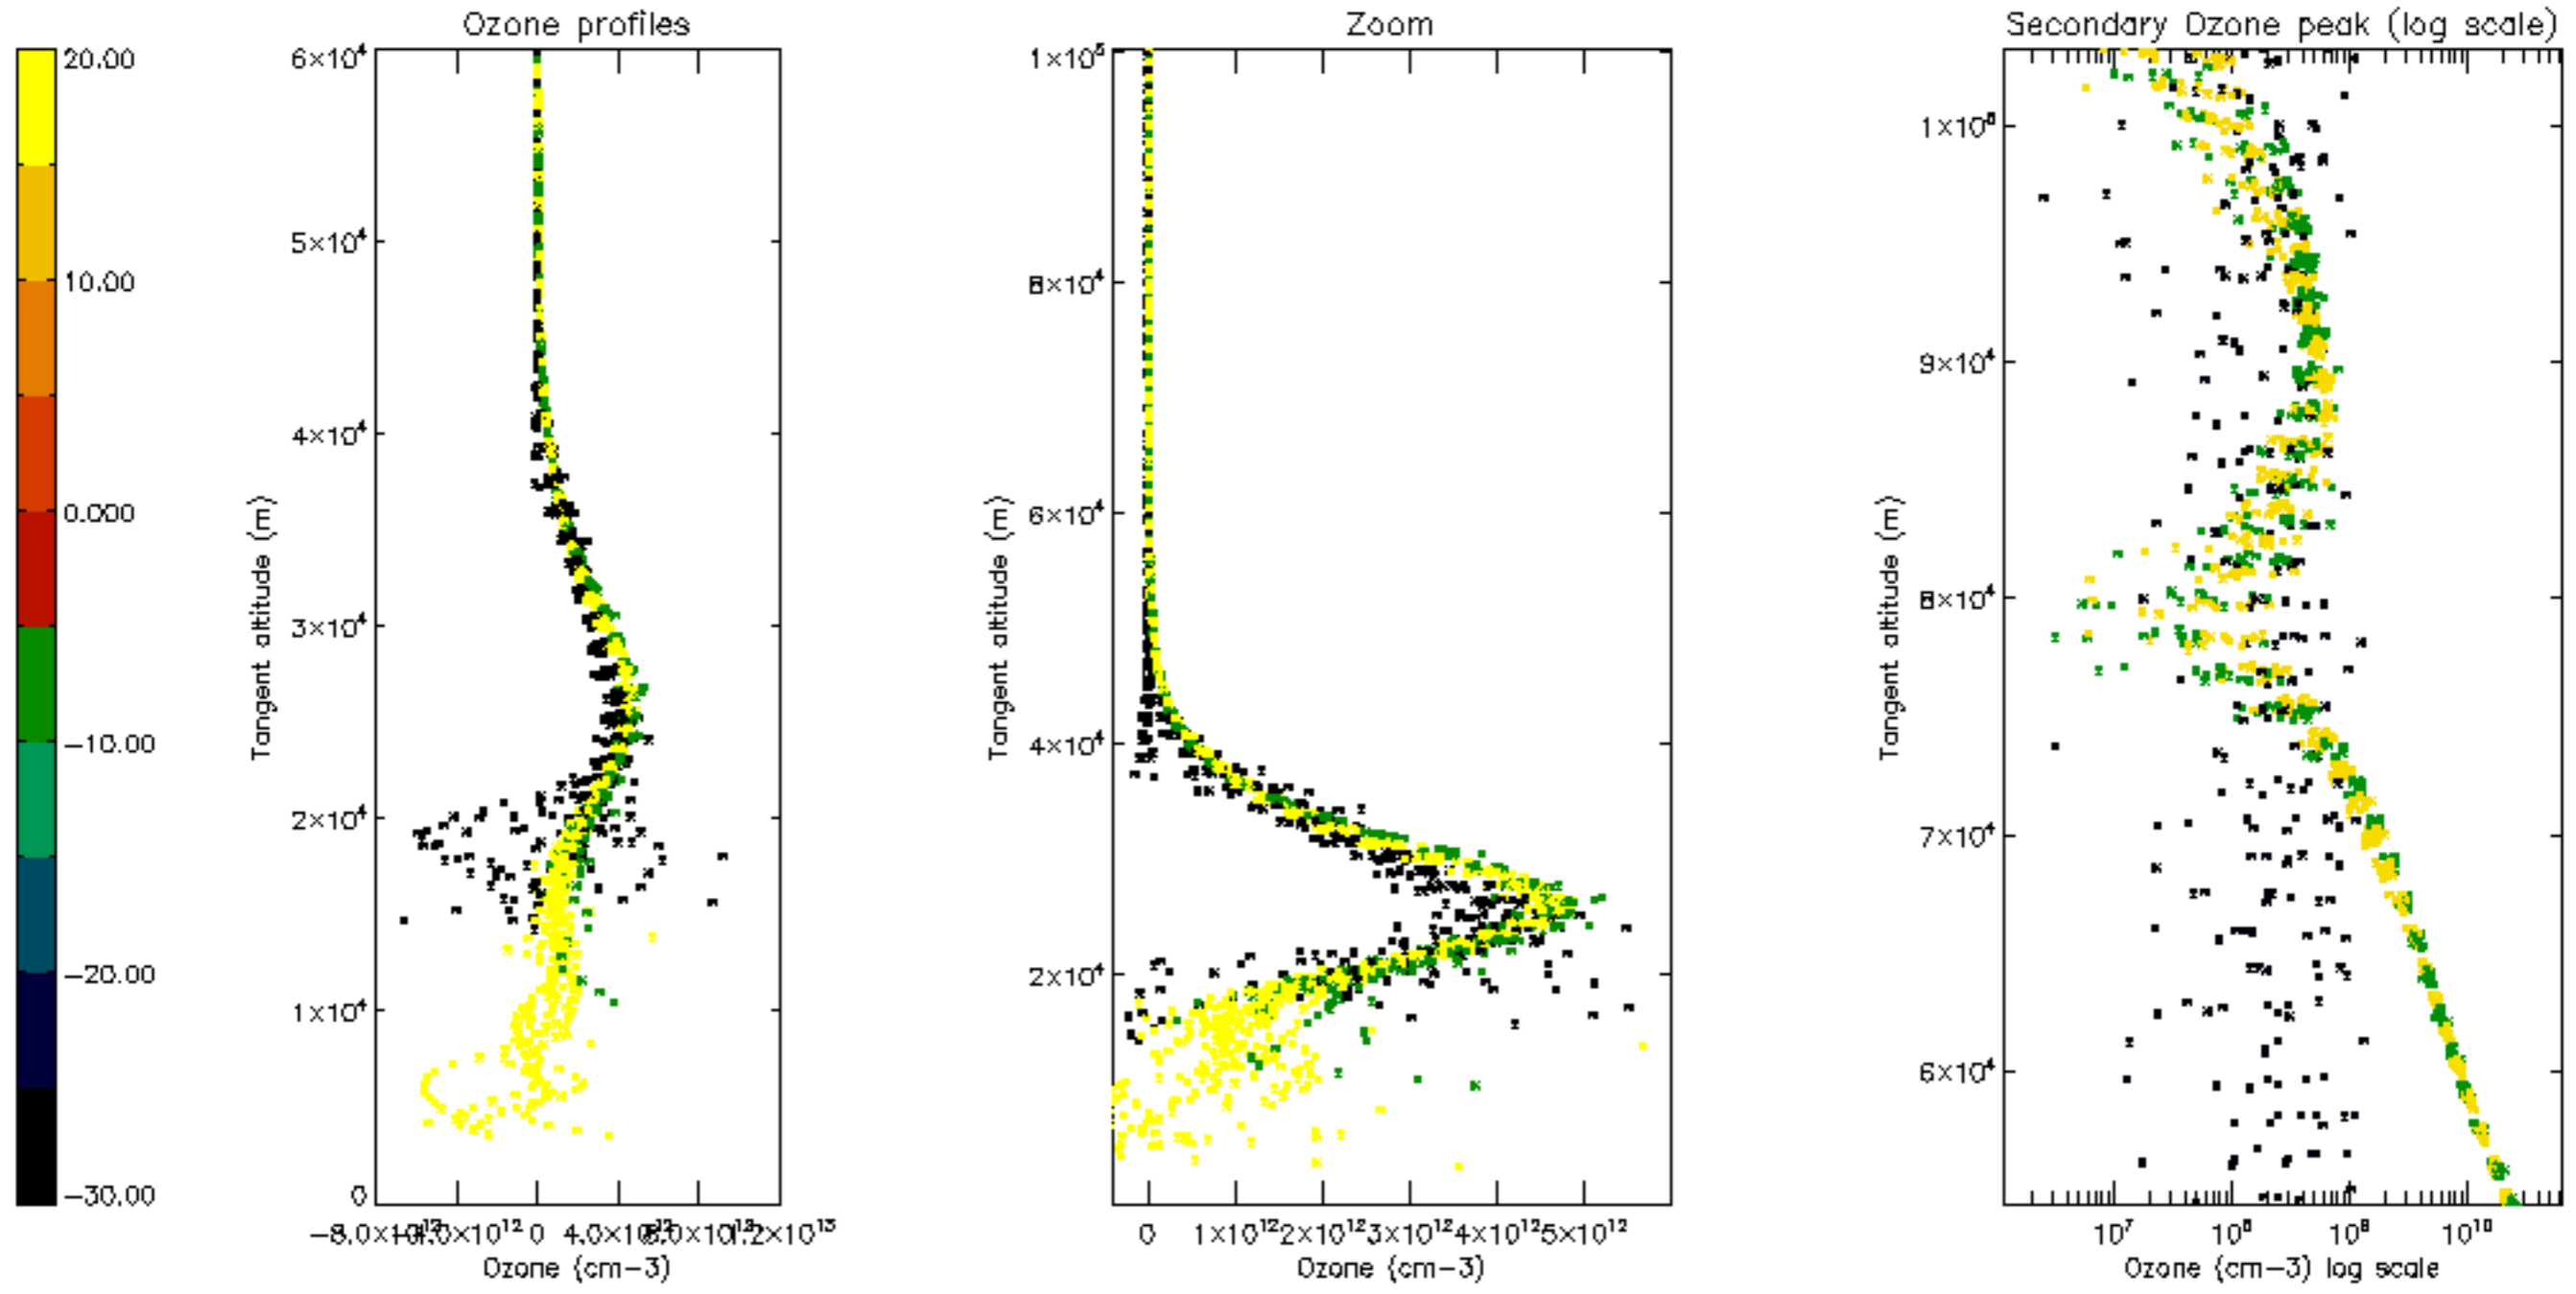 Ozone profiles
Zoom
Secondary Ozone peak (log scale)
20.00
10.00
−10.00
−20.00
−30.00
6×10⁴
5×10⁴
4×10⁴
3×10⁴
2×10⁴
1×10⁴
0
Tangent altitude (m)
0
Ozone (cm−3)
1×10⁵
8×10⁴
6×10⁴
4×10⁴
2×10⁴
Tangent altitude (m)
0 1×10¹² 2×10¹² 3×10¹² 4×10¹² 5×10¹²
Ozone (cm−3)
1×10⁵
9×10⁴
8×10⁴
7×10⁴
6×10⁴
Tangent altitude (m)
10⁷ 10⁸ 10⁹ 10¹⁰
Ozone (cm−3) log scale